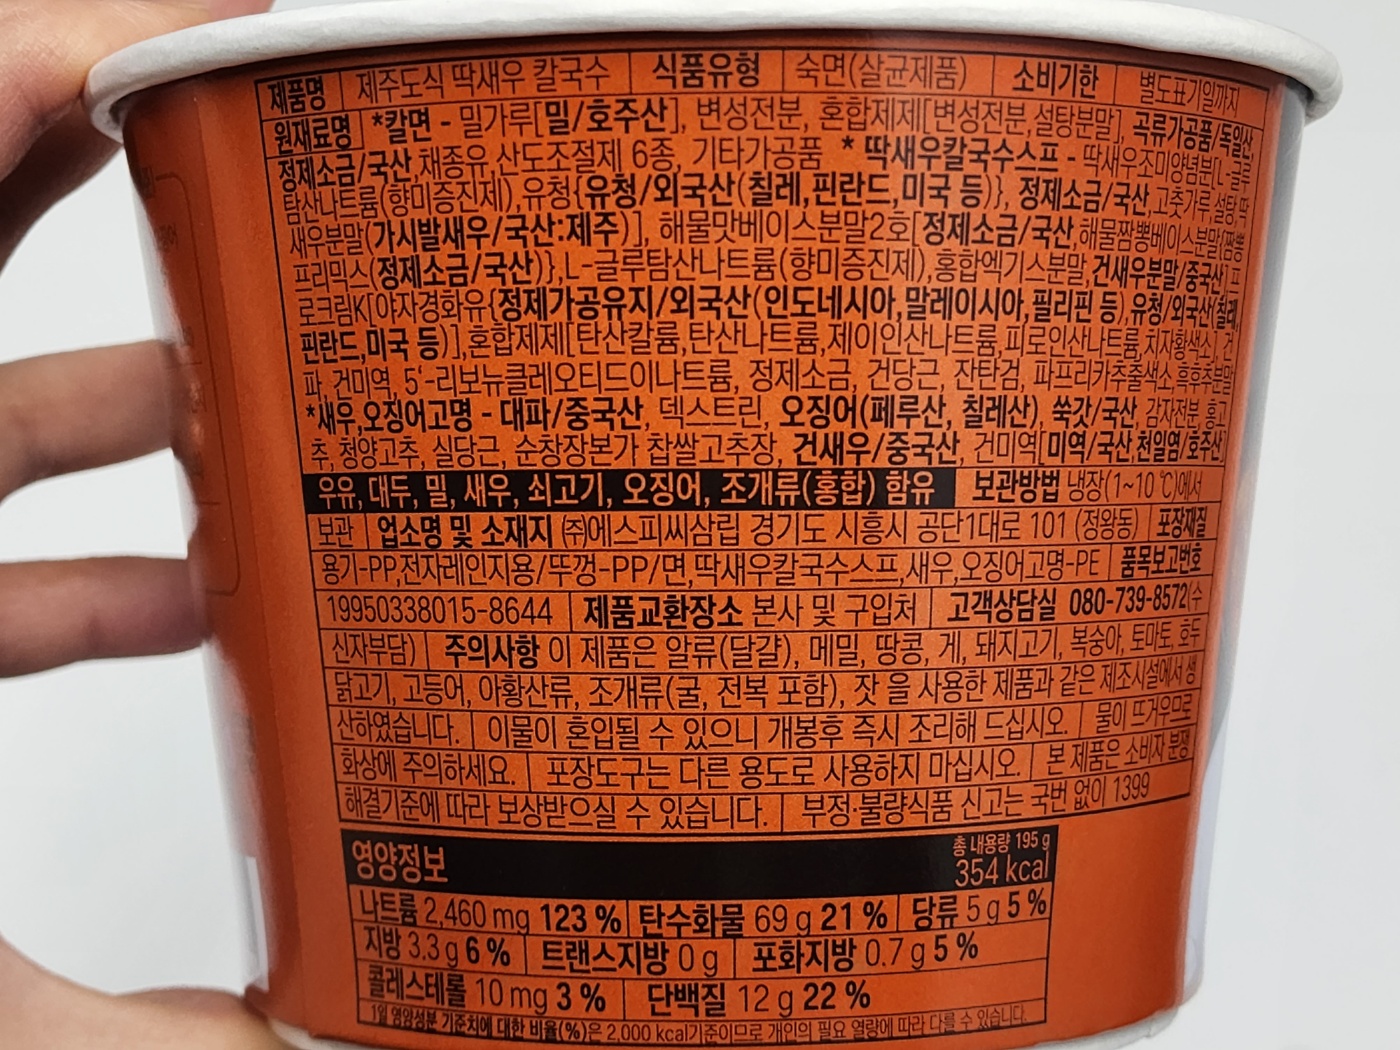 제품명 제주도식 딱새우 칼국수 식품유형 숙면(살균제품) 소비기한 별도표기일까지
원재료명 *칼면 - 밀가루[밀/호주산], 변성전분, 혼합제제[변성전분,설탕분말], 곡류가공품/독일산,
정제소금/국산,채종유,산도조절제 6종, 기타가공품 *딱새우칼국수스프 - 딱새우조미양념분[L-글루
탐산나트륨(향미증진제),유청{유청/외국산(칠레,핀란드,미국 등)}, 정제소금/국산,고춧가루,설탕,딱
새우분말(가시발새우/국산:제주)], 해물맛베이스분말2호[정제소금/국산,해물짬뽕베이스분말{짬뽕
프리믹스(정제소금/국산)},L-글루탐산나트륨(향미증진제),홍합엑기스분말,건새우분말/중국산],프
로크림K[야자경화유{정제가공유지/외국산(인도네시아,말레이시아,필리핀 등),유청/외국산(칠레,
핀란드,미국 등)],혼합제제[탄산칼륨,탄산나트륨,제이인산나트륨,피로인산나트륨,치자황색소], 건
파, 건미역, 5'-리보뉴클레오티드이나트륨, 정제소금, 건당근, 잔탄검, 파프리카추출색소,흑후추분말
*새우,오징어고명 - 대파/중국산, 덱스트린, 오징어(페루산, 칠레산), 쑥갓/국산, 감자전분, 홍고
추, 청양고추, 실당근, 순창장본가 찹쌀고추장, 건새우/중국산, 건미역[미역/국산,천일염/호주산]
우유, 대두, 밀, 새우, 쇠고기, 오징어, 조개류(홍합) 함유 보관방법 냉장(1~10 ℃)에서
보관 업소명 및 소재지 ㈜에스피씨삼립 경기도 시흥시 공단1대로 101 (정왕동) 포장재질
용기-PP,전자레인지용/뚜껑-PP/면,딱새우칼국수스프,새우,오징어고명-PE 품목보고번호
19950338015-8644 제품교환장소 본사 및 구입처 고객상담실 080-739-8572(수
신자부담) 주의사항 이 제품은 알류(달걀), 메밀, 땅콩, 게, 돼지고기, 복숭아, 토마토, 호두
닭고기, 고등어, 아황산류, 조개류(굴, 전복 포함), 잣 을 사용한 제품과 같은 제조시설에서 생
산하였습니다. 이물이 혼입될 수 있으니 개봉후 즉시 조리해 드십시오. 물이 뜨거우므로
화상에 주의하세요. 포장도구는 다른 용도로 사용하지 마십시오. 본 제품은 소비자 분쟁
해결기준에 따라 보상받으실 수 있습니다. 부정·불량식품 신고는 국번 없이 1399
영양정보 총 내용량 195 g
354 kcal
나트륨 2,460 mg 123 % 탄수화물 69 g 21 % 당류 5 g 5 %
지방 3.3 g 6 % 트랜스지방 0 g 포화지방 0.7 g 5 %
콜레스테롤 10 mg 3 % 단백질 12 g 22 %
1일 영양성분 기준치에 대한 비율(%)은 2,000 kcal기준이므로 개인의 필요 열량에 따라 다를 수 있습니다.